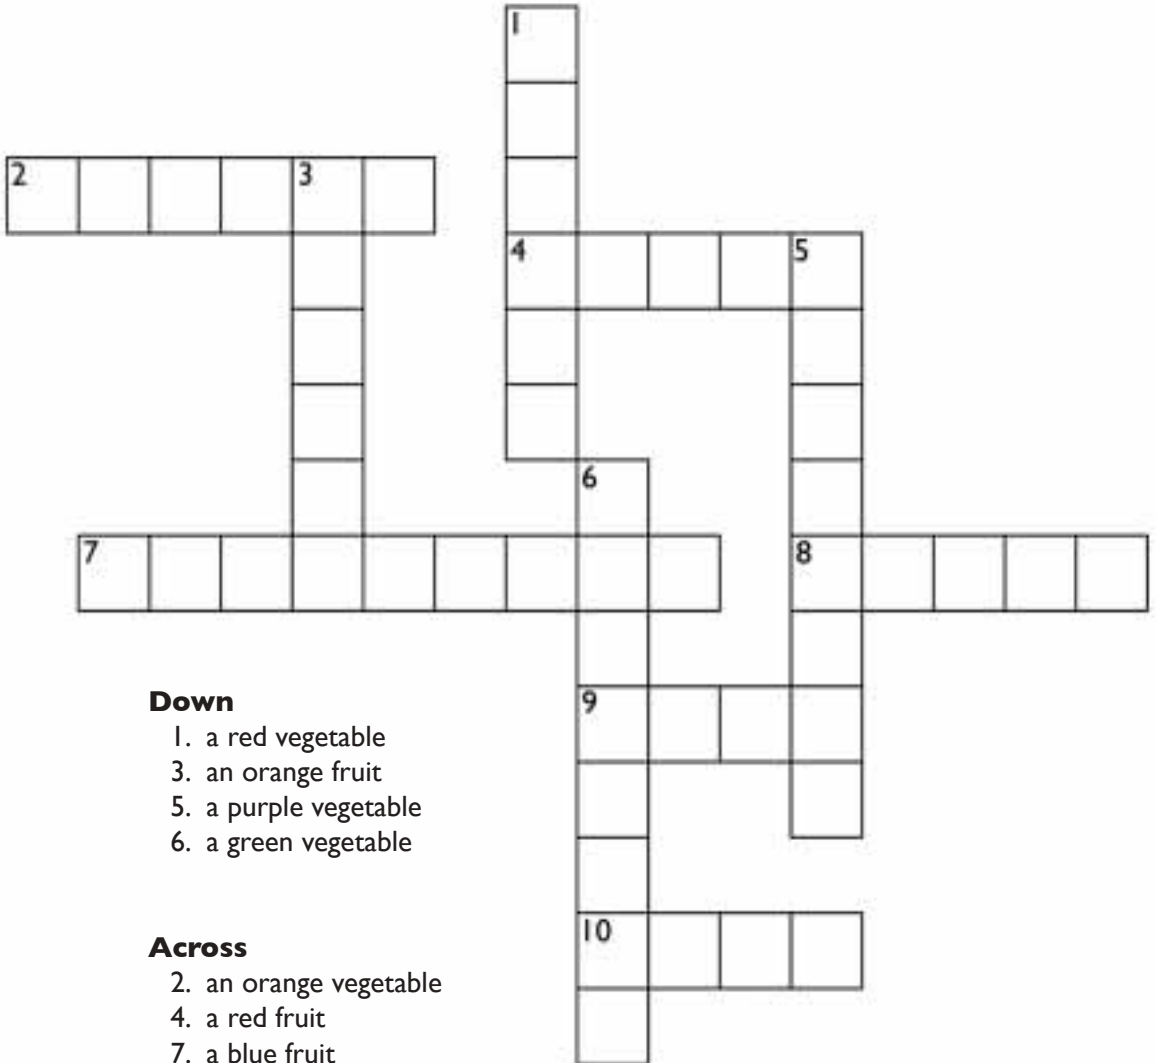 1
2
3
4
5
6
7
8
9
10
Down
1. a red vegetable
3. an orange fruit
5. a purple vegetable
6. a green vegetable
Across
2. an orange vegetable
4. a red fruit
7. a blue fruit